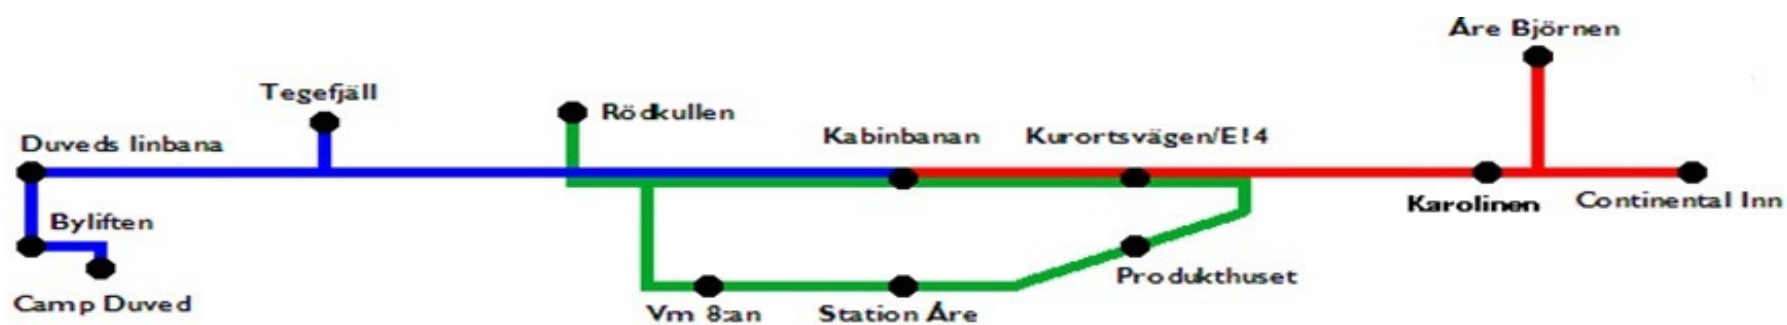 Åre Björnen
Tegefjäll
Rödkullen
Duveds linbana
Kabinbanan
Kurortsvägen/E14
Byliften
Karolinen
Continental Inn
Produkthuset
Camp Duved
Vm 8:an
Station Åre